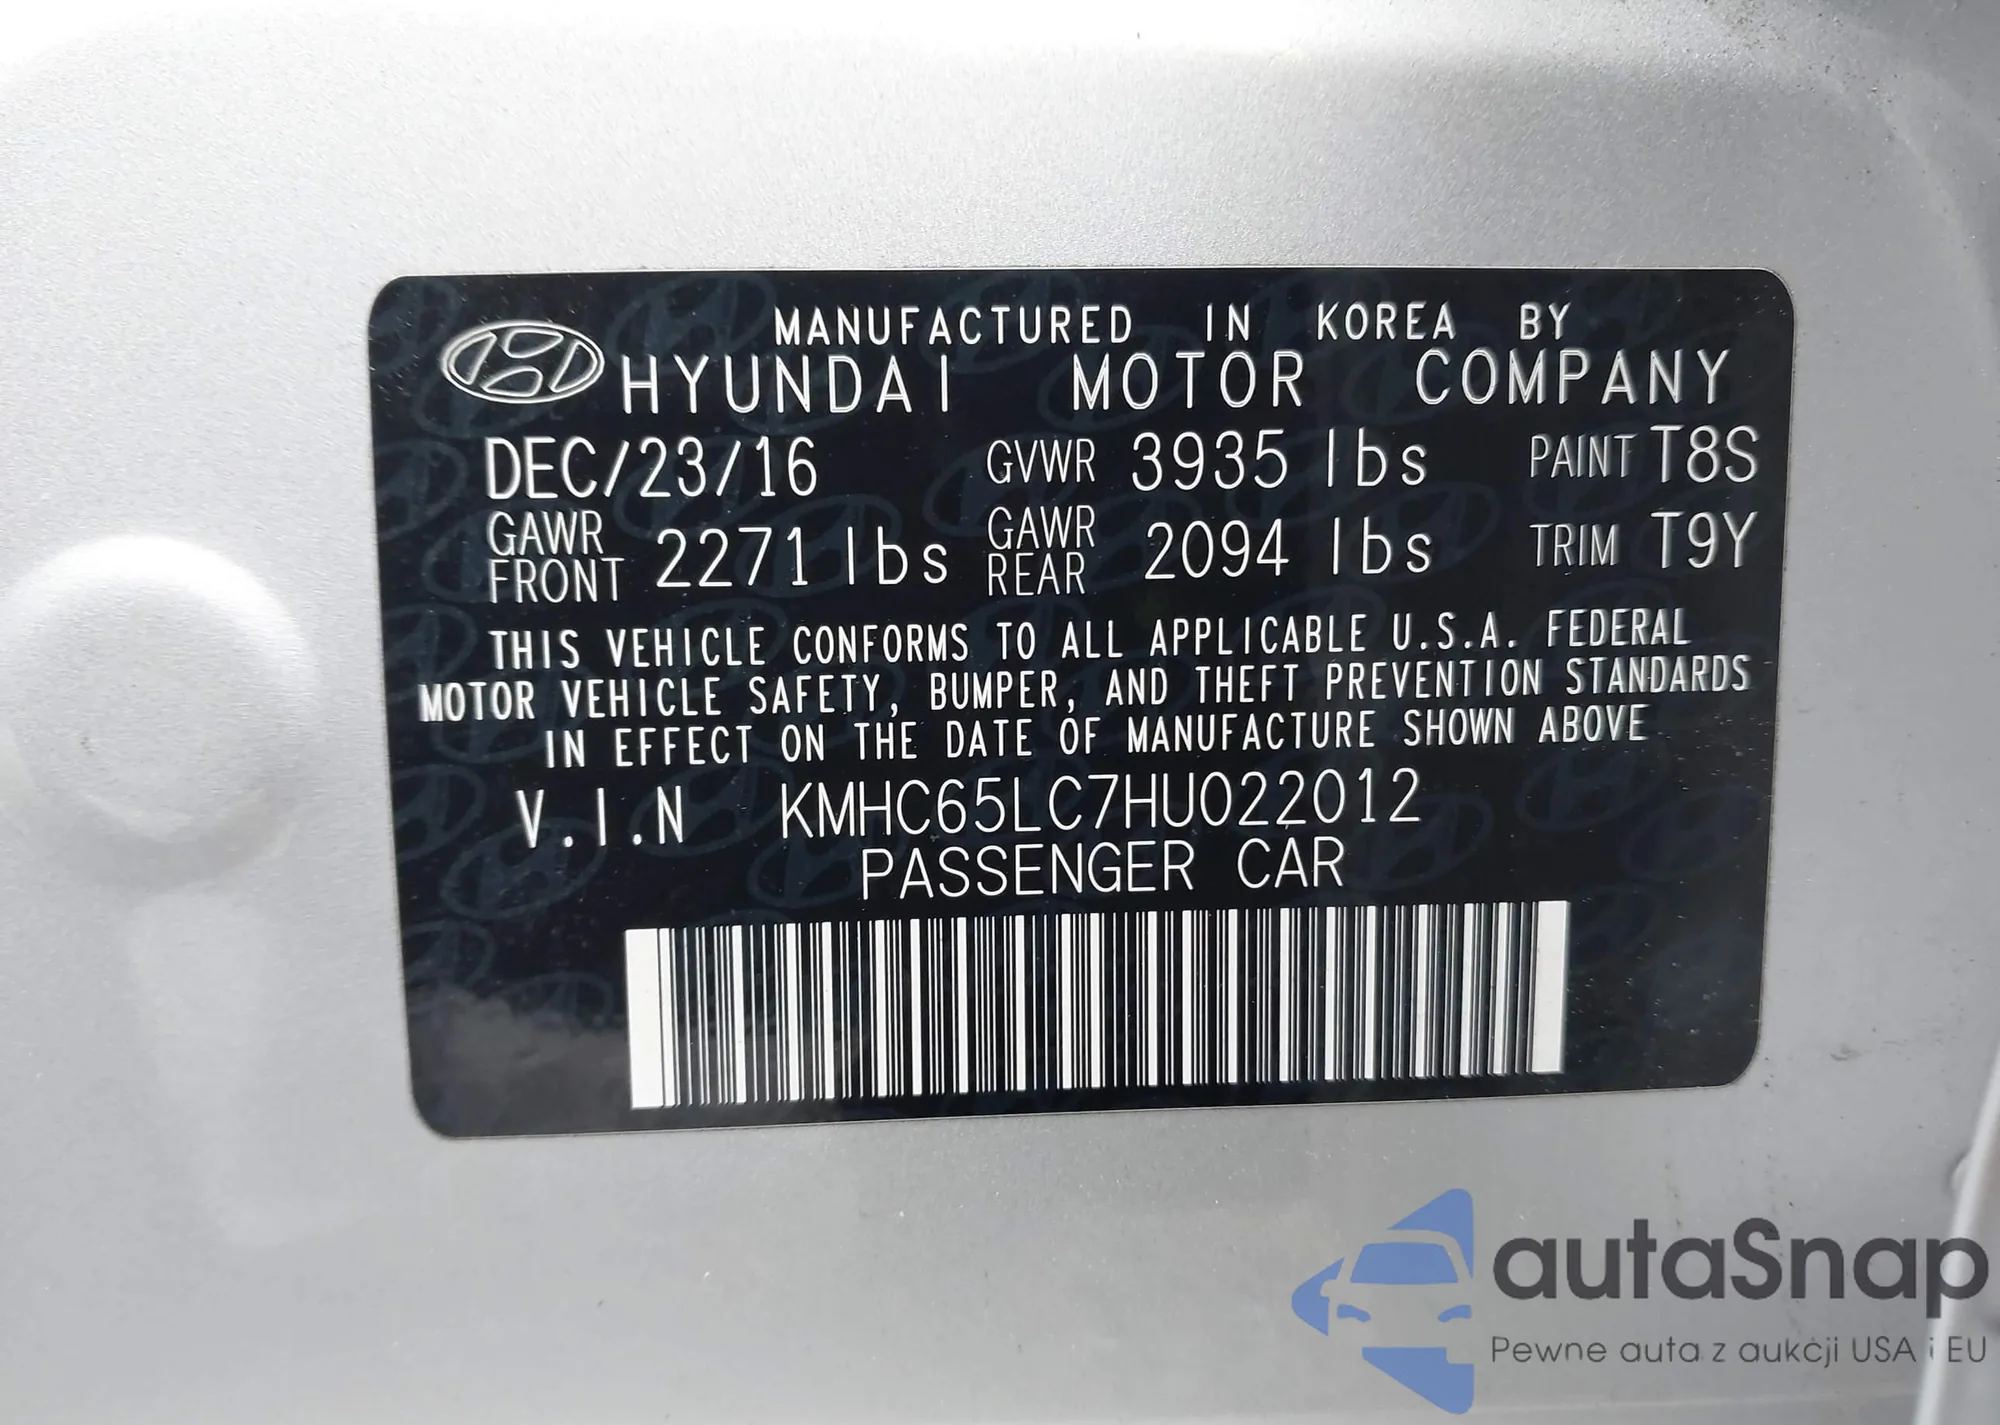 MANUFACTURED IN KOREA BY
HYUNDAI MOTOR COMPANY
DEC/23/16 GVWR 3935 lbs PAINT T8S
GAWR FRONT 2271 lbs GAWR REAR 2094 lbs TRIM T9Y
THIS VEHICLE CONFORMS TO ALL APPLICABLE U.S.A. FEDERAL
MOTOR VEHICLE SAFETY, BUMPER, AND THEFT PREVENTION STANDARDS
IN EFFECT ON THE DATE OF MANUFACTURE SHOWN ABOVE
V.I.N KMHC65LC7HU022012
PASSENGER CAR
autaSnap
Pewne auta z aukcji USA i EU